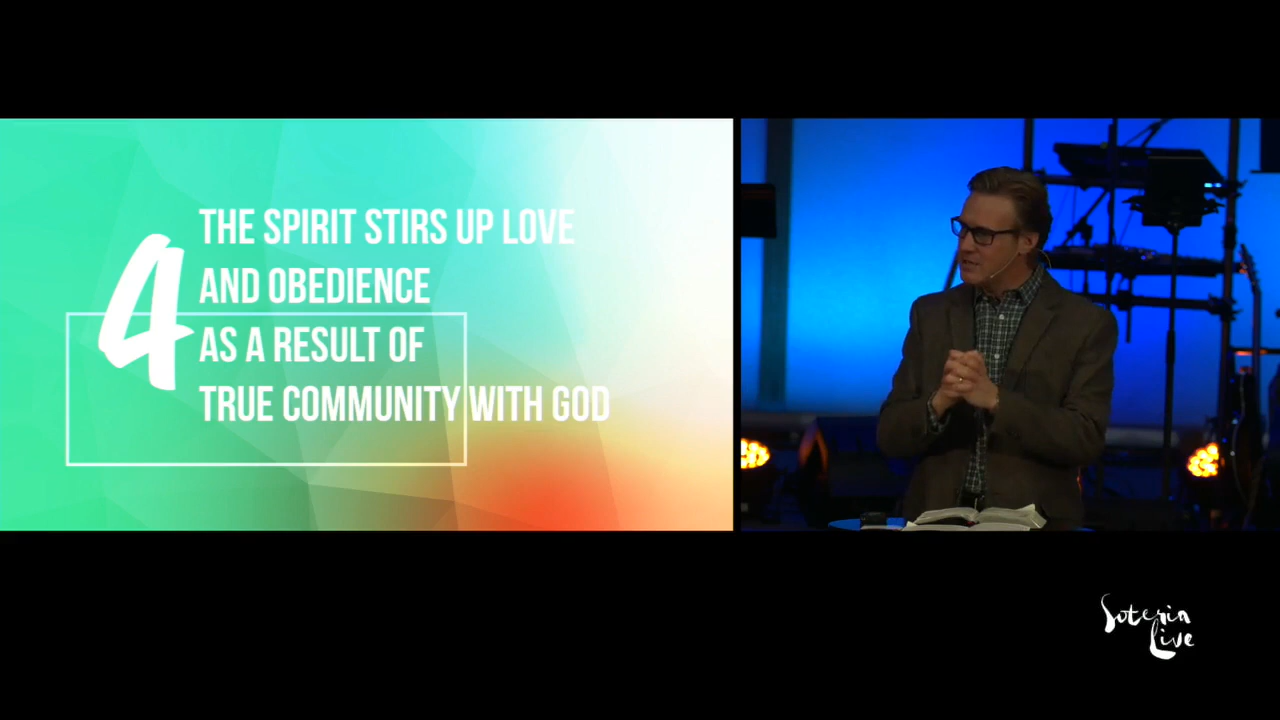 4
THE SPIRIT STIRS UP LOVE
AND OBEDIENCE
AS A RESULT OF
TRUE COMMUNITY WITH GOD
Soteria
Live